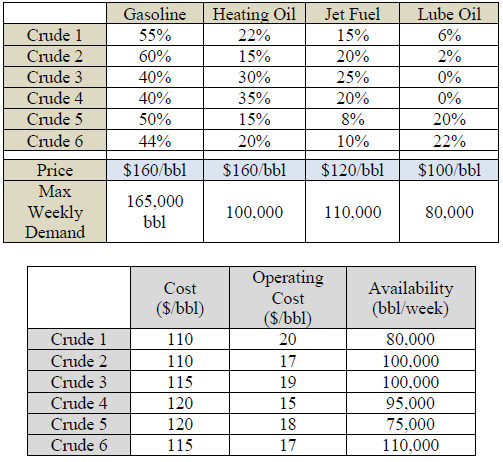 Gasoline Heating Oil Jet Fuel Lube Oil
Crude 1 55% 22% 15% 6%
Crude 2 60% 15% 20% 2%
Crude 3 40% 30% 25% 0%
Crude 4 40% 35% 20% 0%
Crude 5 50% 15% 8% 20%
Crude 6 44% 20% 10% 22%
Price $160/bbl $160/bbl $120/bbl $100/bbl
Max
Weekly
Demand
165,000
bbl
100,000 110,000 80,000
Cost
($/bbl)
Operating
Cost
($/bbl)
Availability
(bbl/week)
Crude 1 110 20 80,000
Crude 2 110 17 100,000
Crude 3 115 19 100,000
Crude 4 120 15 95,000
Crude 5 120 18 75,000
Crude 6 115 17 110,000